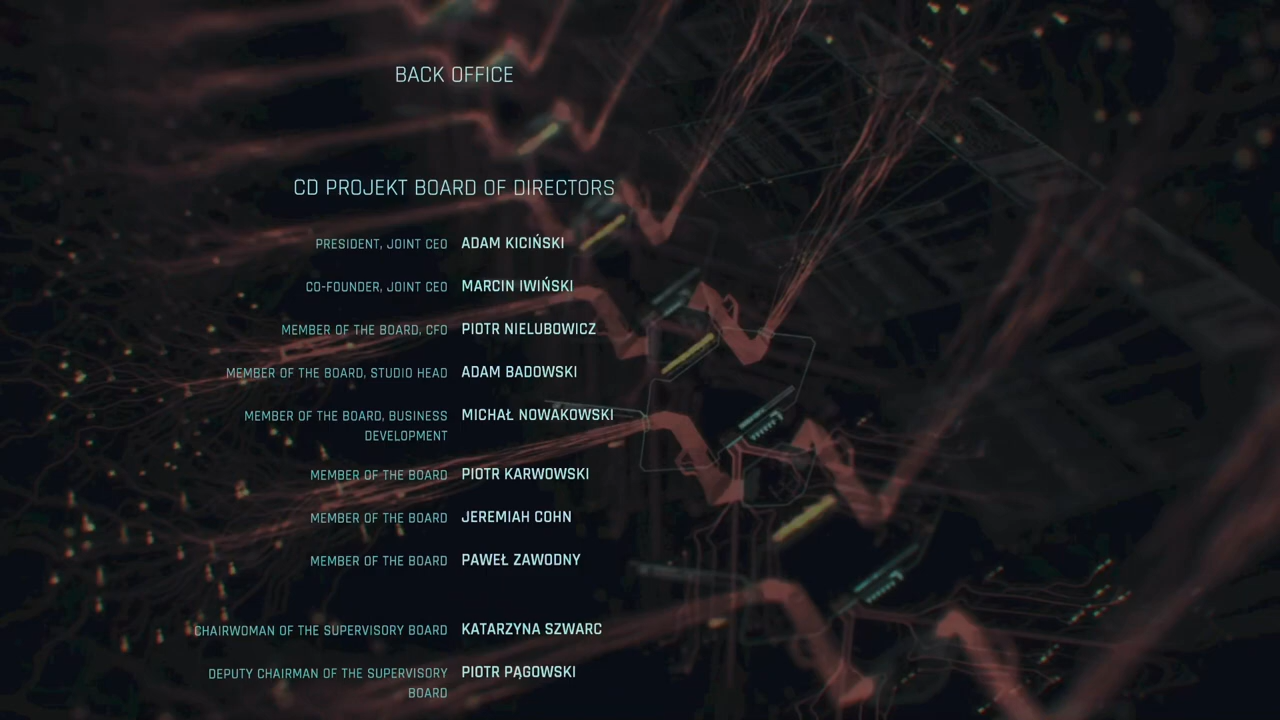 BACK OFFICE
CD PROJEKT BOARD OF DIRECTORS
PRESIDENT, JOINT CEO ADAM KICIŃSKI
CO-FOUNDER, JOINT CEO MARCIN IWIŃSKI
MEMBER OF THE BOARD, CFO PIOTR NIELUBOWICZ
MEMBER OF THE BOARD, STUDIO HEAD ADAM BADOWSKI
MEMBER OF THE BOARD, BUSINESS MICHAŁ NOWAKOWSKI
DEVELOPMENT
MEMBER OF THE BOARD PIOTR KARWOWSKI
MEMBER OF THE BOARD JEREMIAH COHN
MEMBER OF THE BOARD PAWEŁ ZAWODNY
CHAIRWOMAN OF THE SUPERVISORY BOARD KATARZYNA SZWARC
DEPUTY CHAIRMAN OF THE SUPERVISORY PIOTR PĄGOWSKI
BOARD